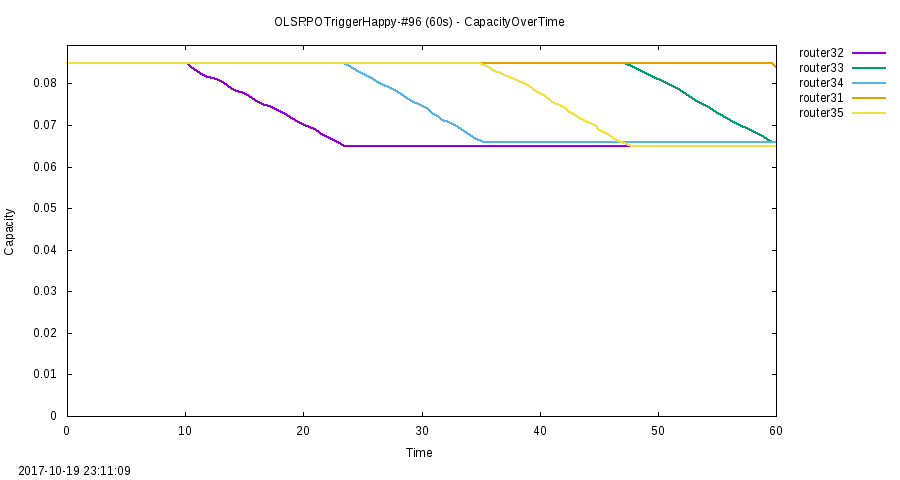 OLSRPOTriggerHappy-#96 (60s) - CapacityOverTime
router32
router33
router34
router31
router35
0.08
0.07
0.06
0.05
0.04
0.03
0.02
0.01
0
Capacity
0 10 20 30 40 50 60
Time
2017-10-19 23:11:09